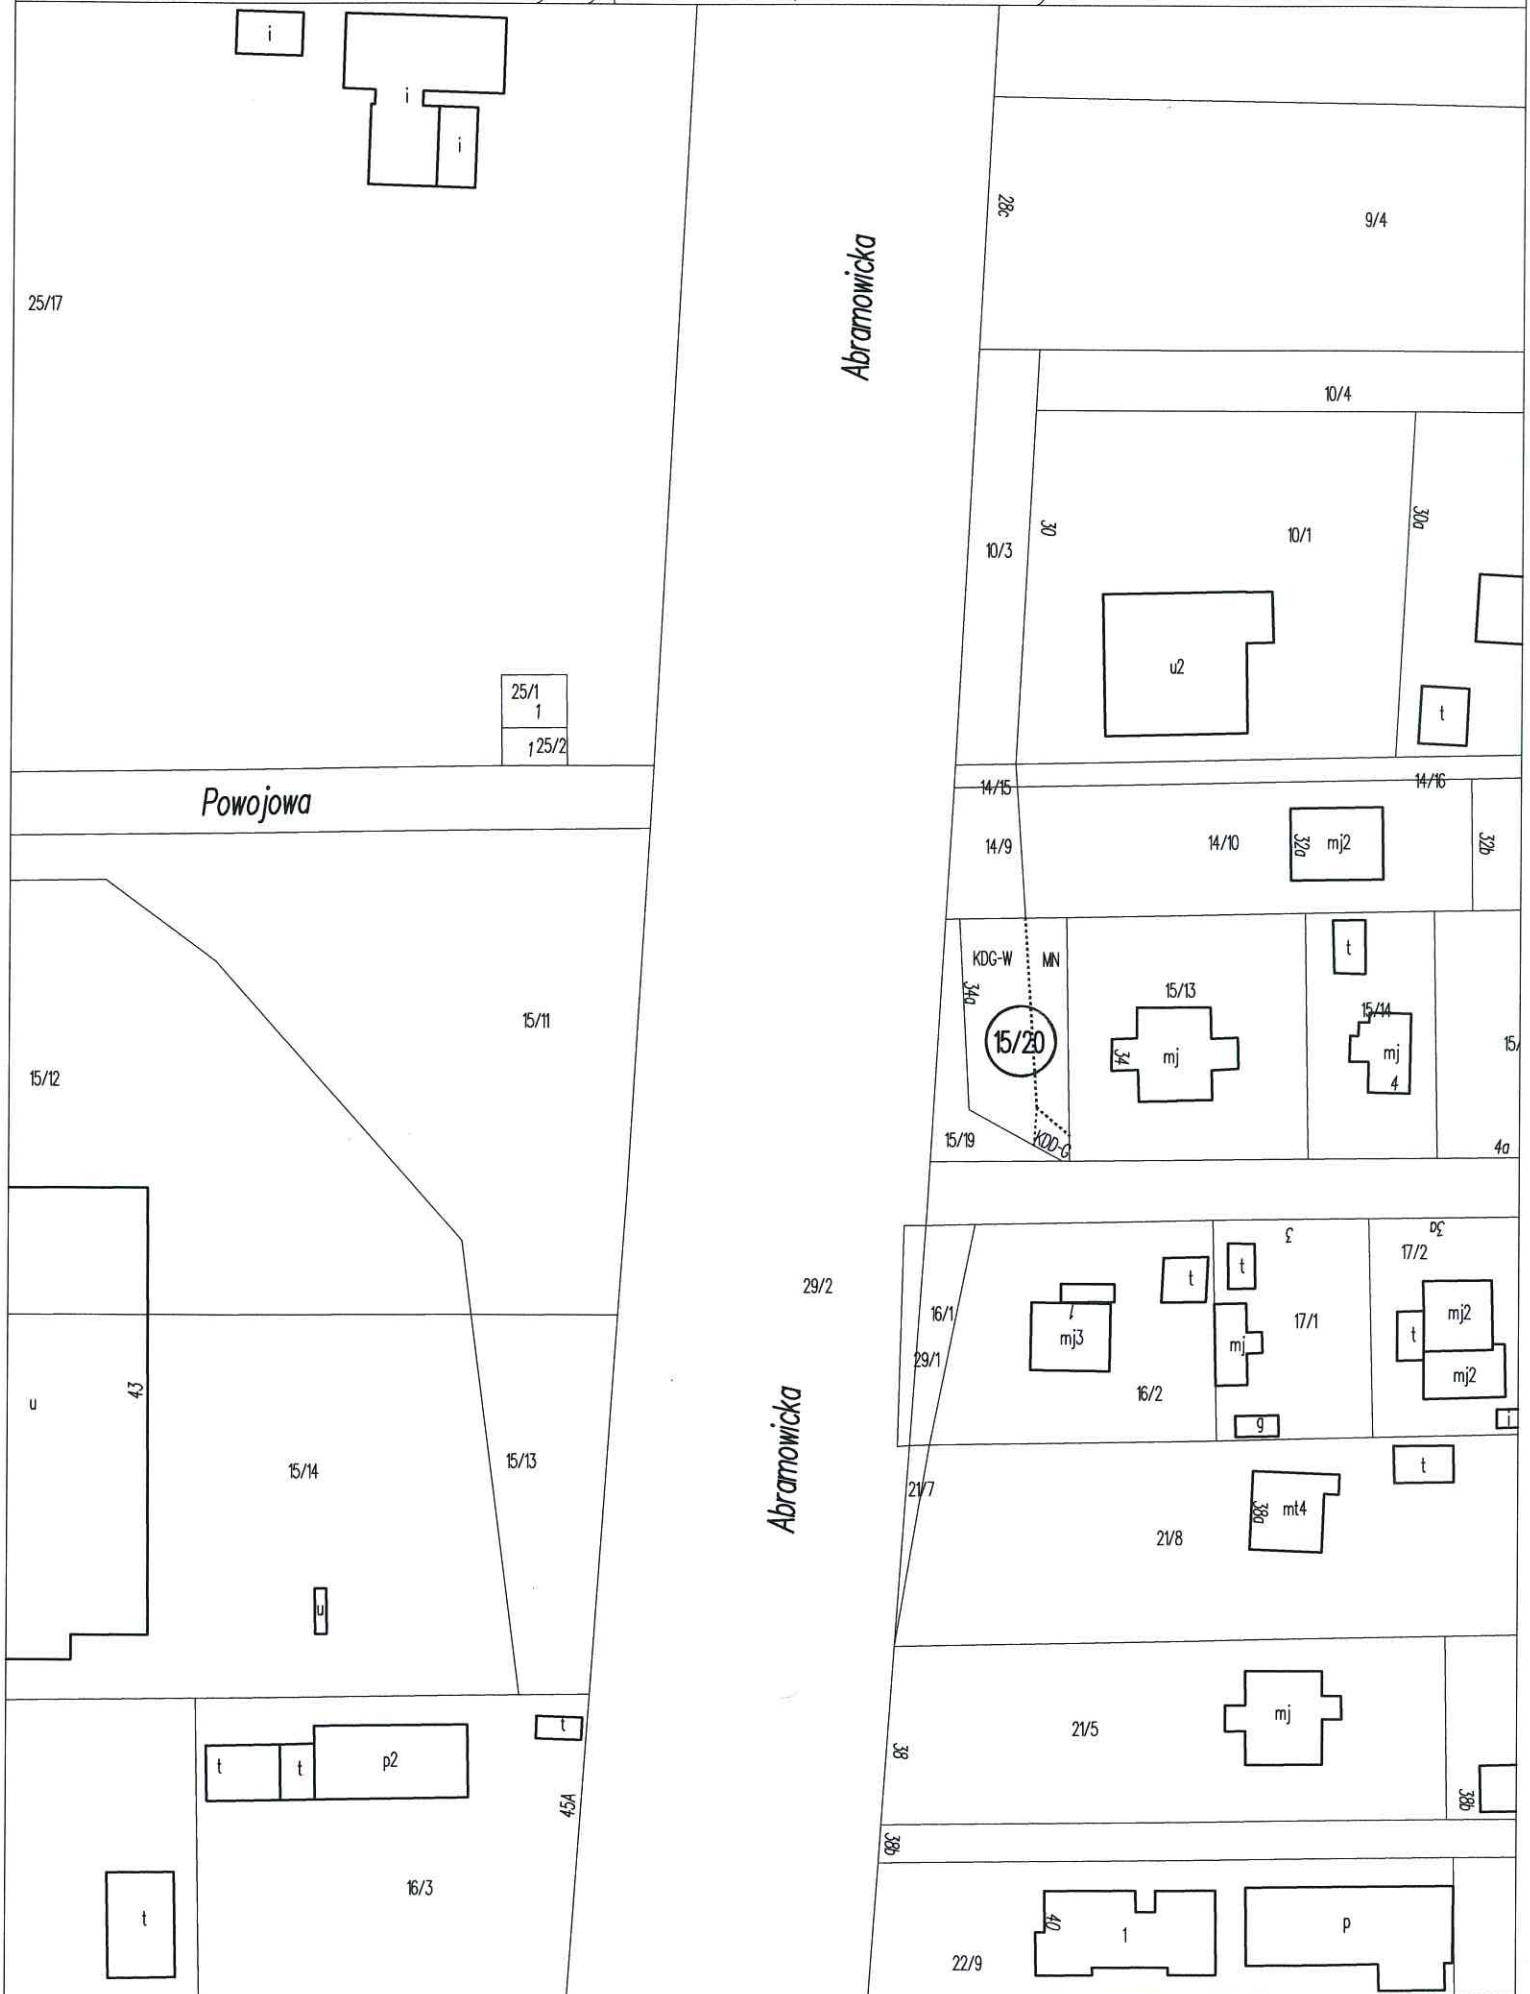 i
i
i
28c
9/4
Abramowicka
25/17
10/4
30
30a
10/3
10/1
u2
25/1
1
1 25/2
t
14/15
14/16
Powojowa
14/9
14/10
32a
mj2
32b
t
KDG-W
MN
34a
15/13
15/14
15/11
15/20
34
mj
mj
4
15/
15/12
15/19
KDD-G
4a
3
3a
17/2
t
t
29/2
16/1
17/1
mj2
mj3
mj
t
29/1
mj2
43
16/2
u
i
g
Abramowicka
15/13
15/14
t
21/7
38a
mt4
21/8
u
mj
t
21/5
38
t
t
p2
45A
38b
38b
16/3
t
40
1
p
22/9